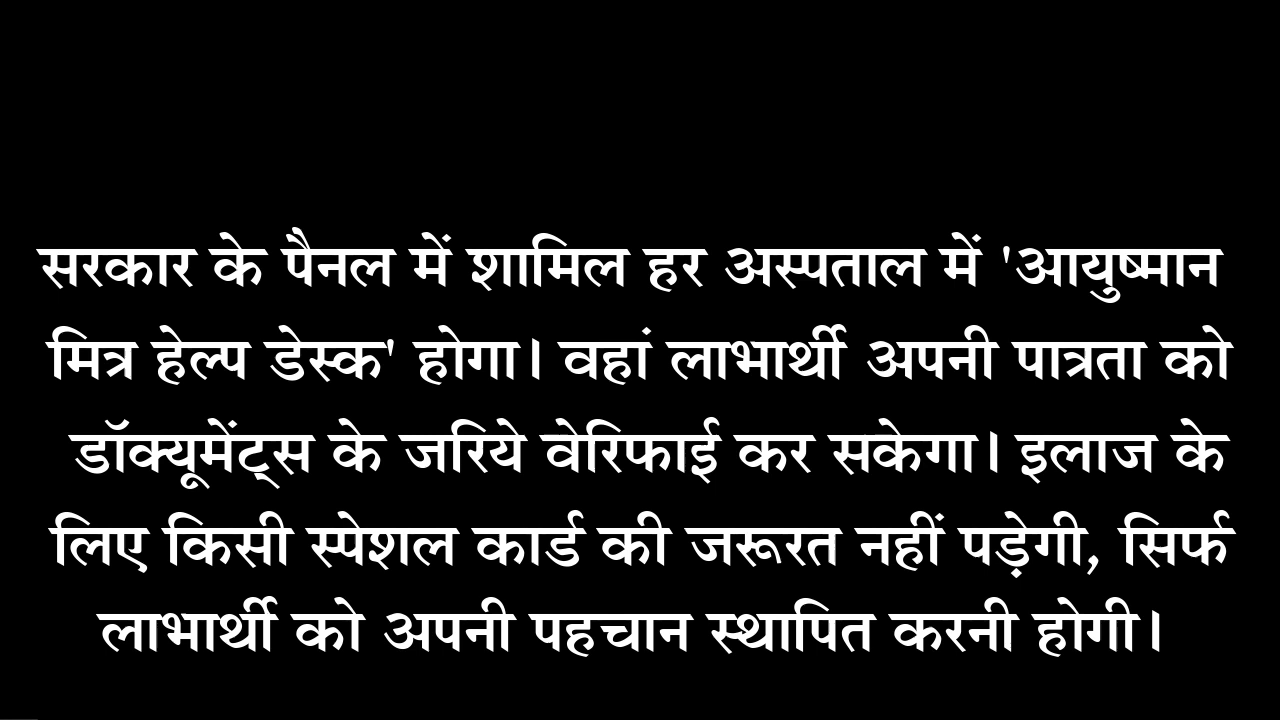 सरकार के पैनल में शामिल हर अस्पताल में 'आयुष्मान
मित्र हेल्प डेस्क' होगा। वहां लाभार्थी अपनी पात्रता को
डॉक्यूमेंट्स के जरिये वेरिफाई कर सकेगा। इलाज के
लिए किसी स्पेशल कार्ड की जरूरत नहीं पड़ेगी, सिर्फ
लाभार्थी को अपनी पहचान स्थापित करनी होगी।